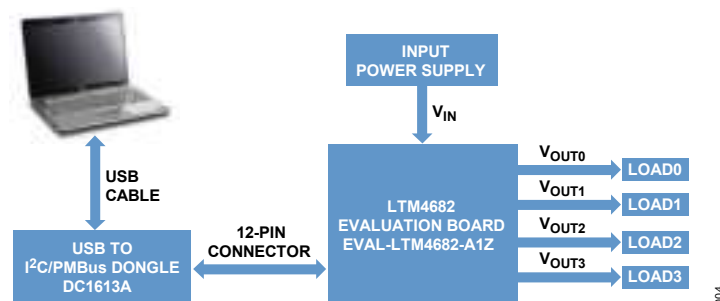 INPUT
POWER SUPPLY
VIN
USB
CABLE
USB TO
I2C/PMBus DONGLE
DC1613A
12-PIN
CONNECTOR
LTM4682
EVALUATION BOARD
EVAL-LTM4682-A1Z
VOUT0
LOAD0
VOUT1
LOAD1
VOUT2
LOAD2
VOUT3
LOAD3